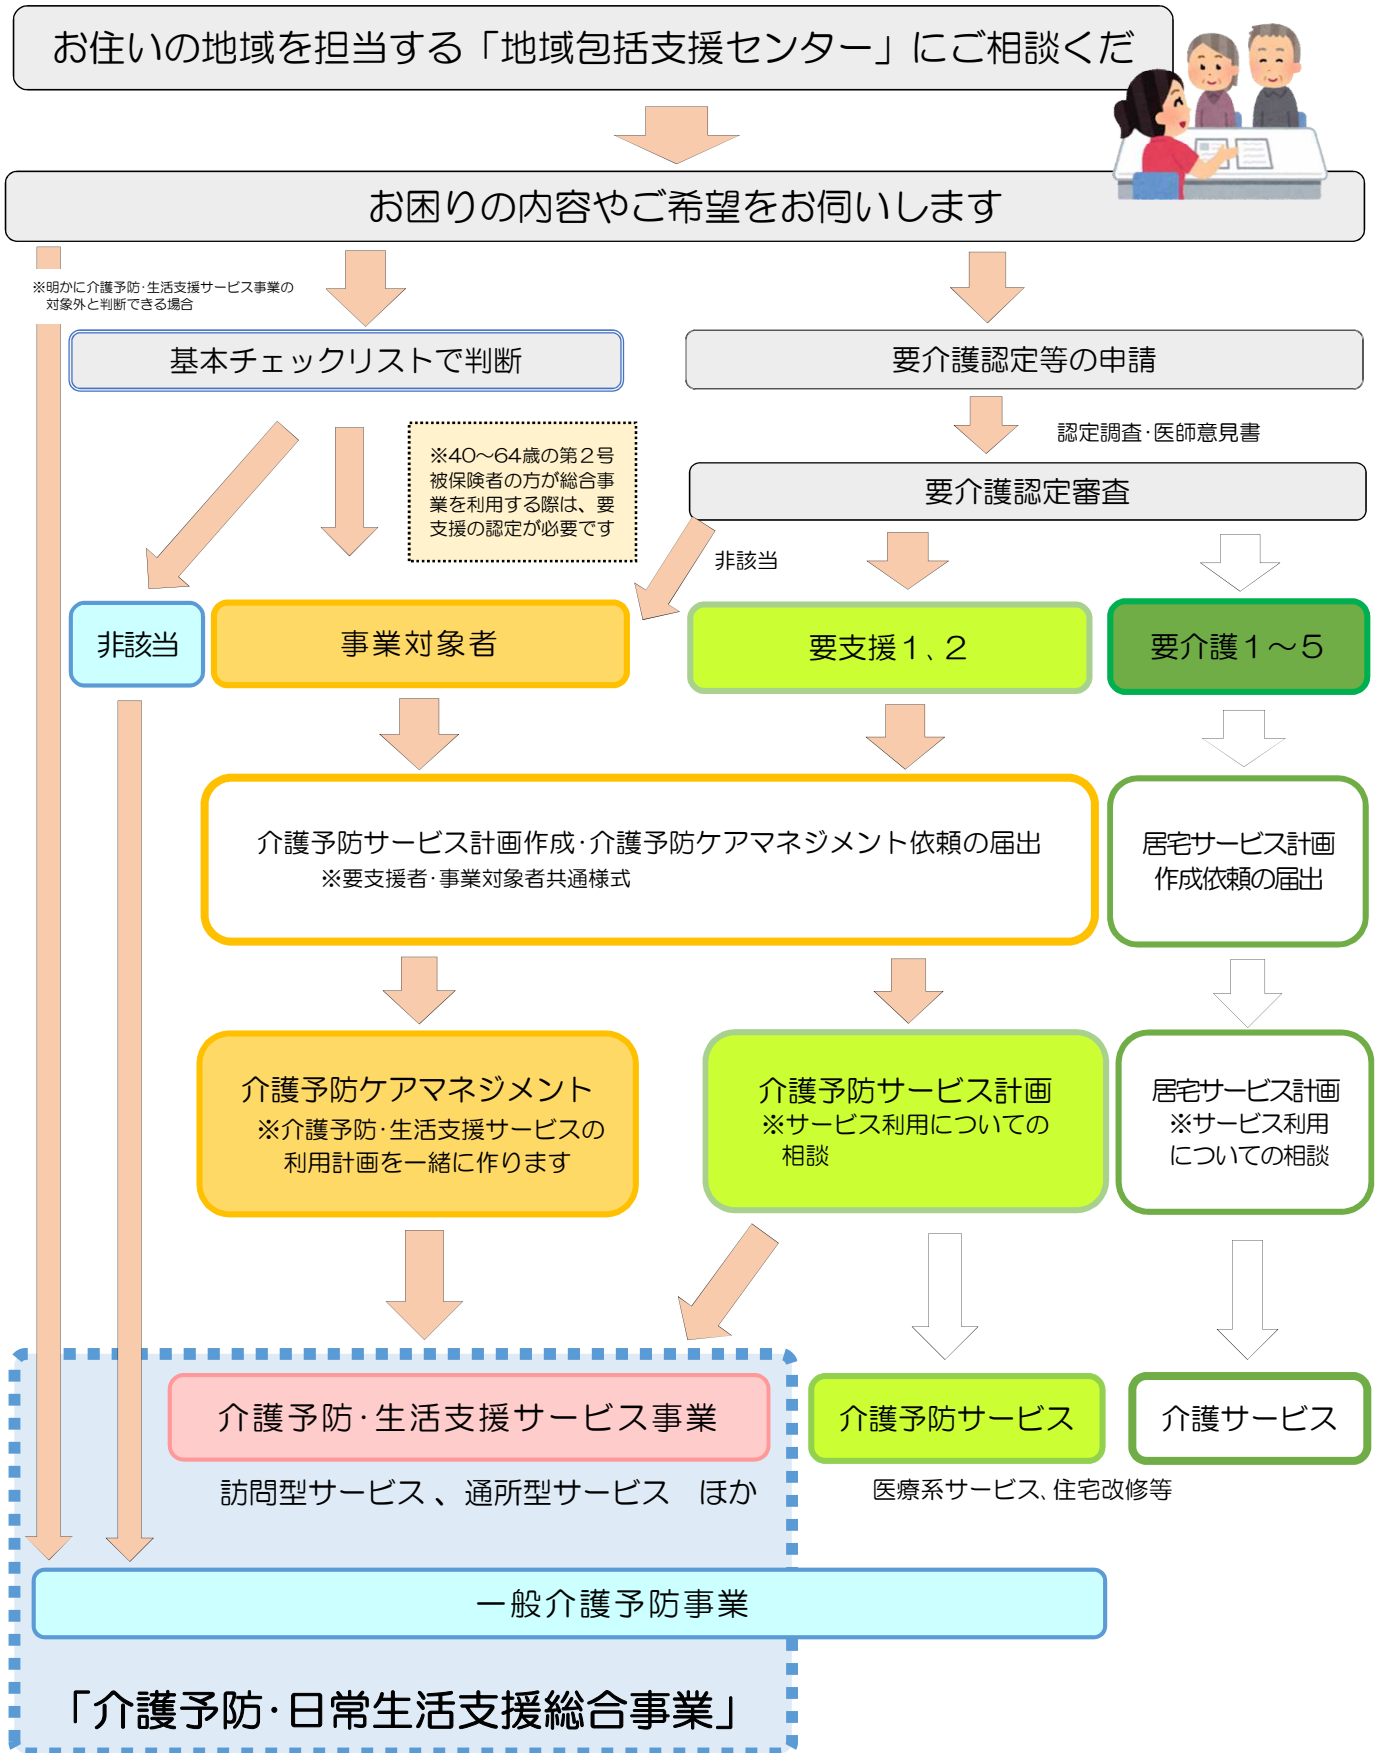 お住いの地域を担当する「地域包括支援センター」にご相談くだ
お困りの内容やご希望をお伺いします
※明かに介護予防･生活支援サービス事業の
対象外と判断できる場合
基本チェックリストで判断
要介護認定等の申請
認定調査･医師意見書
※40～64歳の第２号
被保険者の方が総合事
業を利用する際は、要
支援の認定が必要です
要介護認定審査
非該当
非該当
事業対象者
要支援１、２
要介護１～５
介護予防サービス計画作成･介護予防ケアマネジメント依頼の届出
※要支援者･事業対象者共通様式
居宅サービス計画
作成依頼の届出
介護予防ケアマネジメント
※介護予防･生活支援サービスの
利用計画を一緒に作ります
介護予防サービス計画
※サービス利用についての
相談
居宅サービス計画
※サービス利用
についての相談
介護予防･生活支援サービス事業
介護予防サービス
介護サービス
訪問型サービス 、通所型サービス　ほか
医療系サービス、住宅改修等
一般介護予防事業
「介護予防･日常生活支援総合事業」